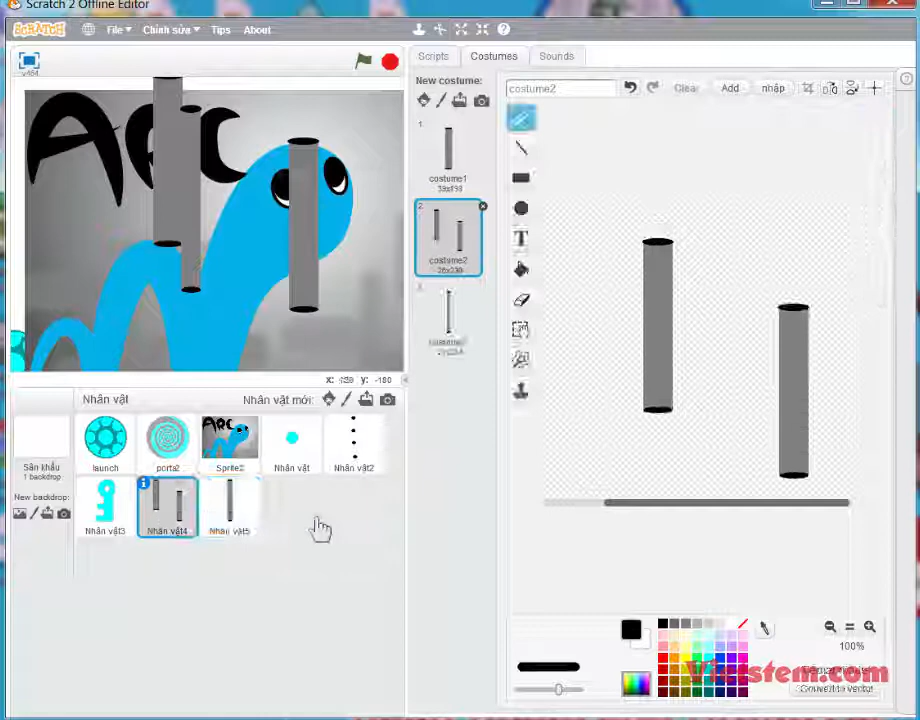 Scratch 2 Offline Editor
SCRATCH File Chỉnh sửa Tips About
v454
Scripts Costumes Sounds
New costume:
costume2 Clear Add nhập
ABC
1
costume1
2
costume2
x: y: -180
Nhân vật Nhân vật mới:
Sân khấu
1 backdrop
New backdrop:
launch porta2 Sprite2 Nhân vật Nhân vật2
Nhân vật3 Nhân vật4 Nhân vật5
T
100%
Vietstem.com
Convert to vector